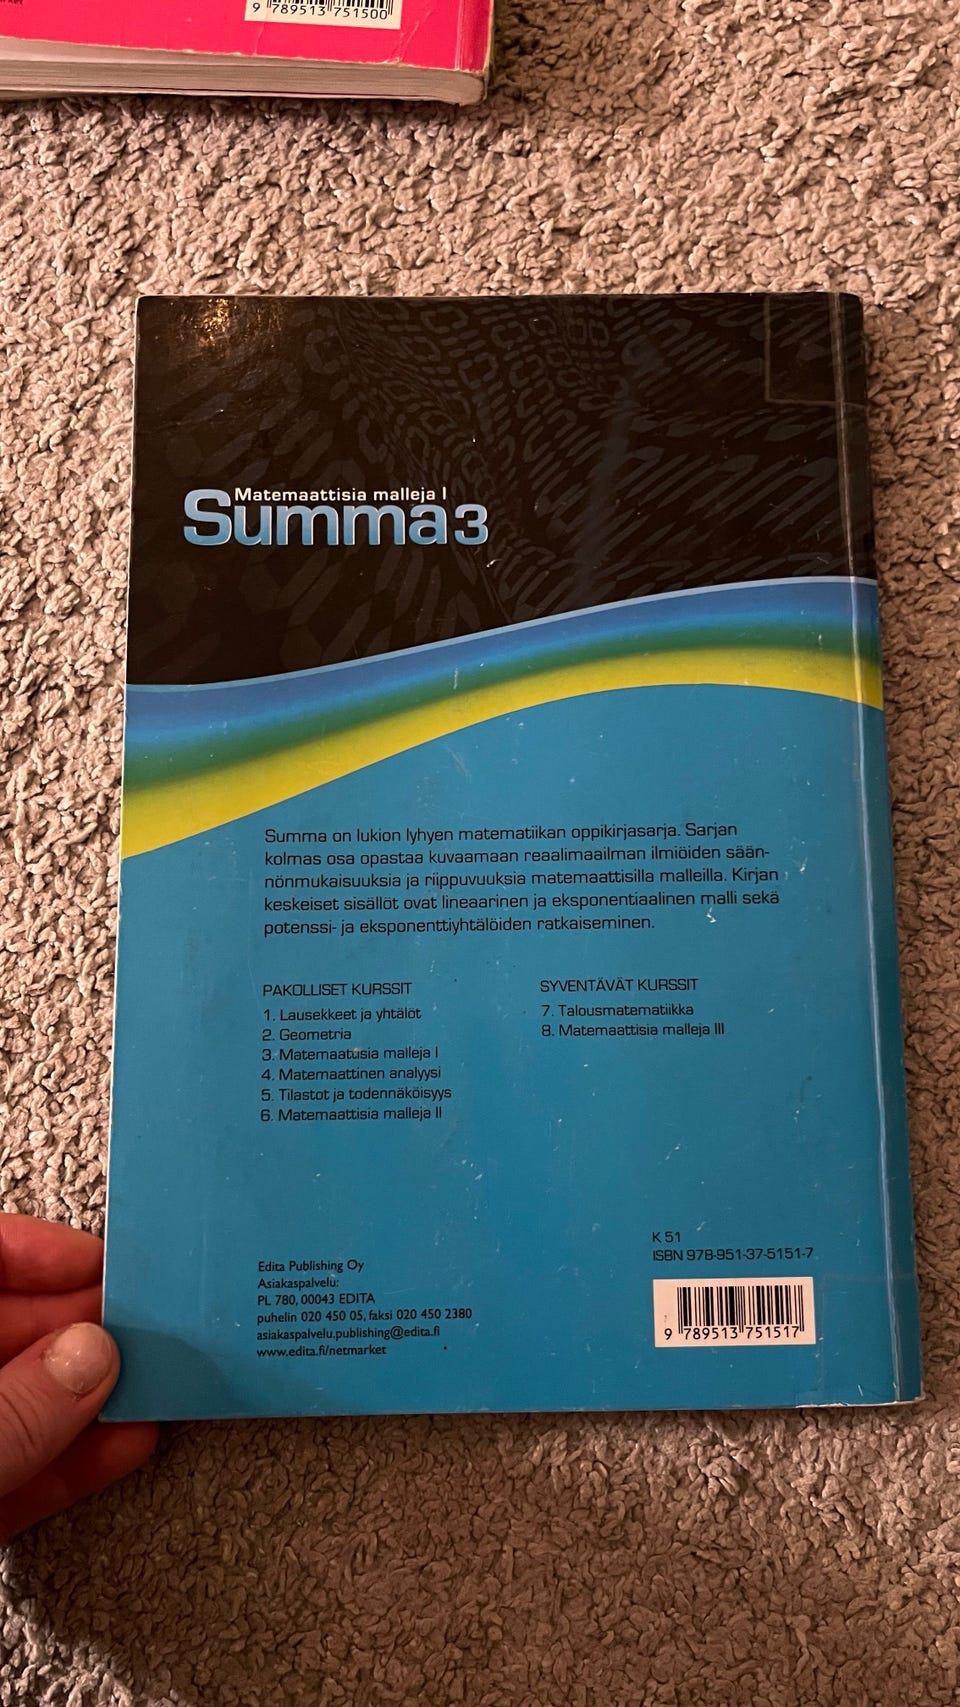 9 789513 751500
Matemaattisia malleja I
Summa3
Summa on lukion lyhyen matematiikan oppikirjasarja. Sarjan
kolmas osa opastaa kuvaamaan reaalimaailman ilmiöiden sään-
nönmukaisuuksia ja riippuvuuksia matemaattisilla malleilla. Kirjan
keskeiset sisällöt ovat lineaarinen ja eksponentiaalinen malli sekä
potenssi- ja eksponenttiyhtälöiden ratkaiseminen.
PAKOLLISET KURSSIT
1. Lausekkeet ja yhtälöt
2. Geometria
3. Matemaattisia malleja I
4. Matemaattinen analyysi
5. Tilastot ja todennäköisyys
6. Matemaattisia malleja II
SYVENTÄVÄT KURSSIT
7. Talousmatematiikka
8. Matemaattisia malleja III
Edita Publishing Oy
Asiakaspalvelu:
PL 780, 00043 EDITA
puhelin 020 450 05, faksi 020 450 2380
asiakaspalvelu.publishing@edita.fi
www.edita.fi/netmarket
K 51
ISBN 978-951-37-5151-7
9 789513 751517